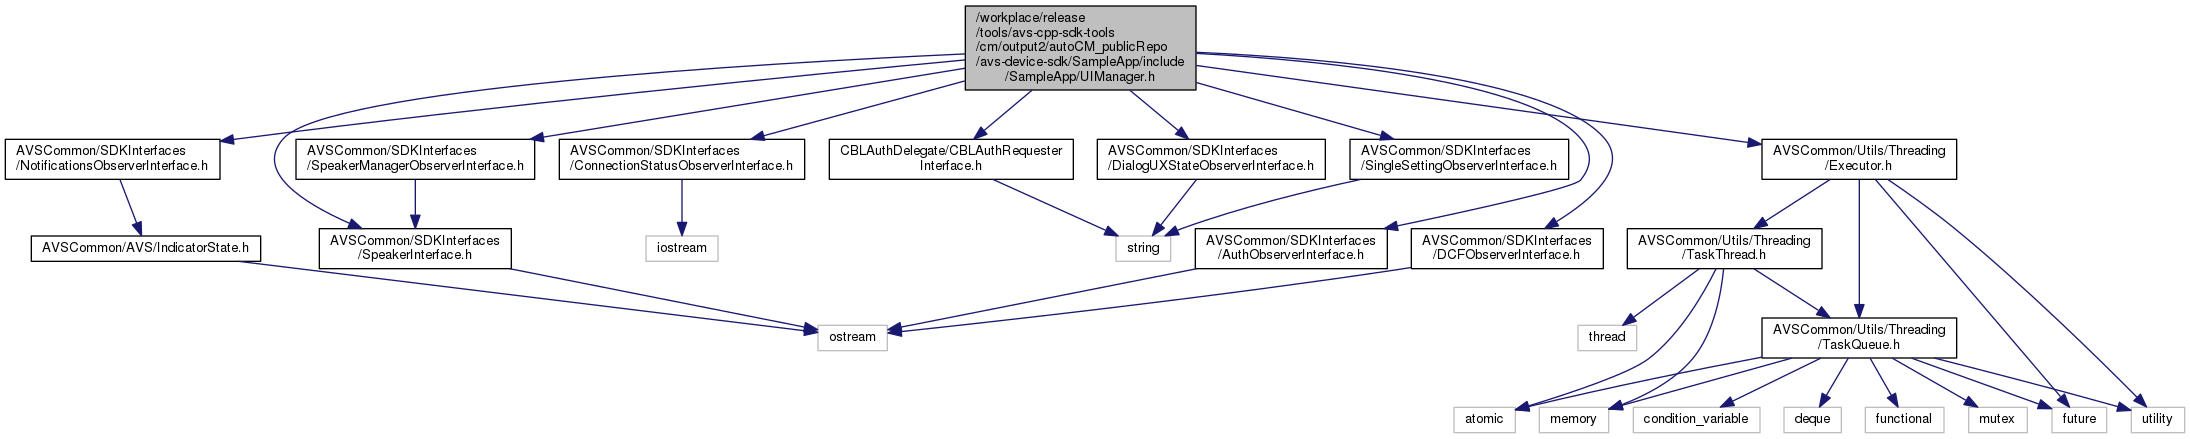 /workplace/release
/tools/avs-cpp-sdk-tools
/cm/output2/autoCM_publicRepo
/avs-device-sdk/SampleApp/include
/SampleApp/UIManager.h
AVSCommon/SDKInterfaces
/NotificationsObserverInterface.h
AVSCommon/SDKInterfaces
/SpeakerManagerObserverInterface.h
AVSCommon/SDKInterfaces
/ConnectionStatusObserverInterface.h
CBLAuthDelegate/CBLAuthRequester
Interface.h
AVSCommon/SDKInterfaces
/DialogUXStateObserverInterface.h
AVSCommon/SDKInterfaces
/SingleSettingObserverInterface.h
AVSCommon/Utils/Threading
/Executor.h
AVSCommon/AVS/IndicatorState.h
AVSCommon/SDKInterfaces
/SpeakerInterface.h
iostream
string
AVSCommon/SDKInterfaces
/AuthObserverInterface.h
AVSCommon/SDKInterfaces
/DCFObserverInterface.h
AVSCommon/Utils/Threading
/TaskThread.h
ostream
thread
AVSCommon/Utils/Threading
/TaskQueue.h
atomic
memory
condition_variable
deque
functional
mutex
future
utility